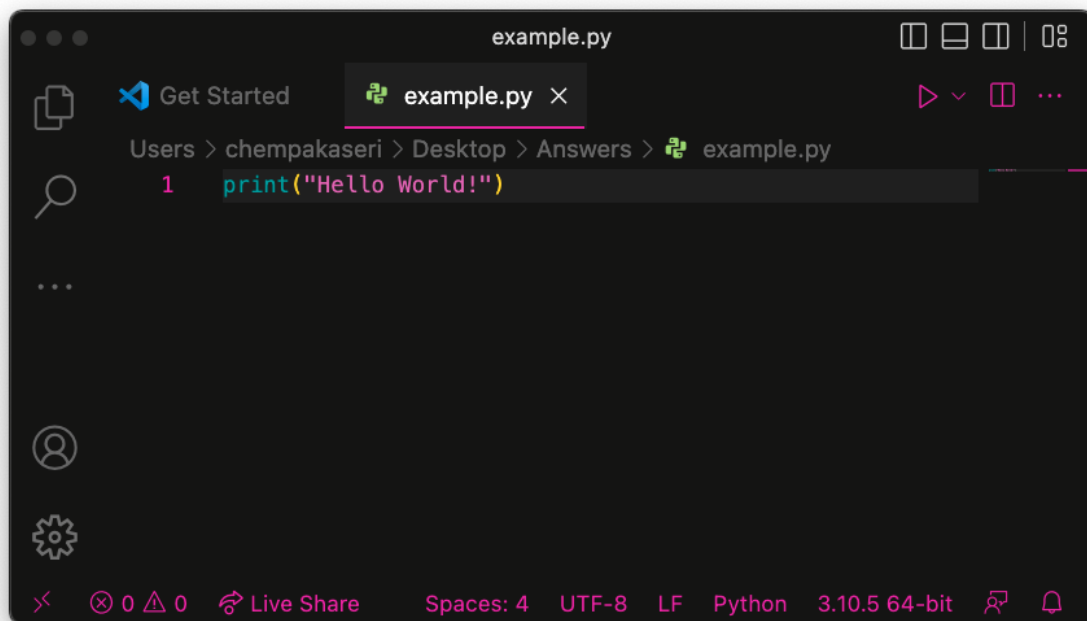 example.py
Get Started example.py
Users > chempakaseri > Desktop > Answers > example.py
1 print("Hello World!")
0 0 Live Share Spaces: 4 UTF-8 LF Python 3.10.5 64-bit